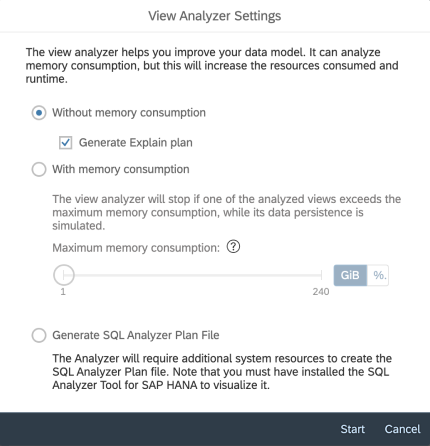 View Analyzer Settings
The view analyzer helps you improve your data model. It can analyze
memory consumption, but this will increase the resources consumed and
runtime.
Without memory consumption
Generate Explain plan
With memory consumption
The view analyzer will stop if one of the analyzed views exceeds the
maximum memory consumption, while its data persistence is
simulated.
Maximum memory consumption: ?
GiB %.
1 240
Generate SQL Analyzer Plan File
The Analyzer will require additional system resources to create the
SQL Analyzer Plan file. Note that you must have installed the SQL
Analyzer Tool for SAP HANA to visualize it.
Start Cancel